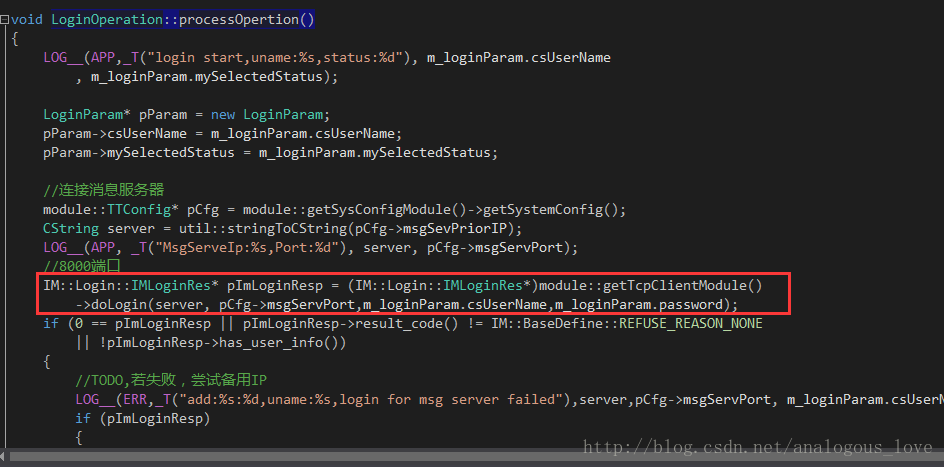 void LoginOperation::processOpertion()
{
LOG__(APP,_T("login start,uname:%s,status:%d"), m_loginParam.csUserName
, m_loginParam.mySelectedStatus);
LoginParam* pParam = new LoginParam;
pParam->csUserName = m_loginParam.csUserName;
pParam->mySelectedStatus = m_loginParam.mySelectedStatus;
//连接消息服务器
module::TTConfig* pCfg = module::getSysConfigModule()->getSystemConfig();
CString server = util::stringToCString(pCfg->msgSevPriorIP);
LOG__(APP, _T("MsgServeIp:%s,Port:%d"), server, pCfg->msgServPort);
//8000端口
IM::Login::IMLoginRes* pImLoginResp = (IM::Login::IMLoginRes*)module::getTcpClientModule()
->doLogin(server, pCfg->msgServPort,m_loginParam.csUserName,m_loginParam.password);
if (0 == pImLoginResp || pImLoginResp->result_code() != IM::BaseDefine::REFUSE_REASON_NONE
|| !pImLoginResp->has_user_info())
{
//TODO,若失败，尝试备用IP
LOG__(ERR,_T("add:%s:%d,uname:%s,login for msg server failed"),server,pCfg->msgServPort, m_loginParam.csUserName
if (pImLoginResp)
{
http://blog.csdn.net/analogous_love